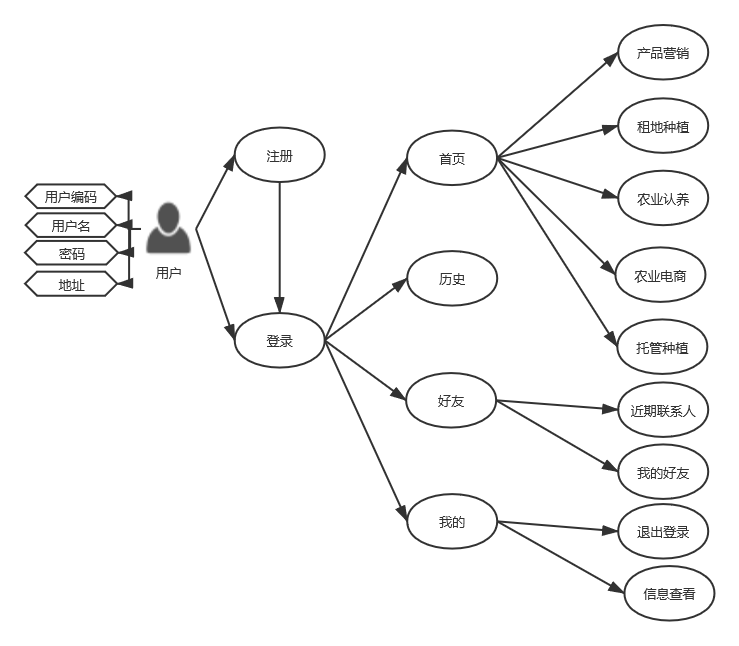 用户编码
用户名
密码
地址
用户
注册
登录
首页
历史
好友
我的
产品营销
租地种植
农业认养
农业电商
托管种植
近期联系人
我的好友
退出登录
信息查看